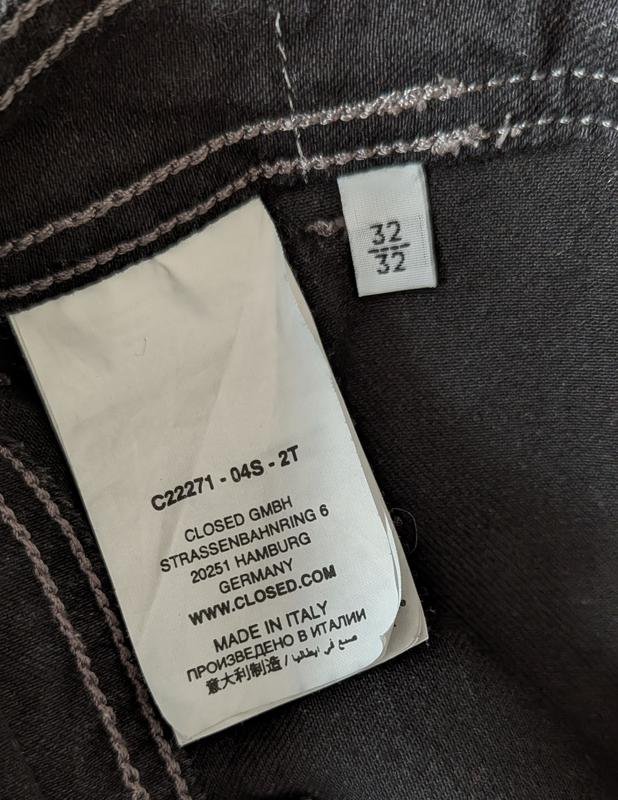 32
32
C22271 - 04S - 2T
CLOSED GMBH
STRASSENBAHNRING 6
20251 HAMBURG
GERMANY
WWW.CLOSED.COM
MADE IN ITALY
ПРОИЗВЕДЕНО В ИТАЛИИ
意大利制造 / صنع في ايطاليا